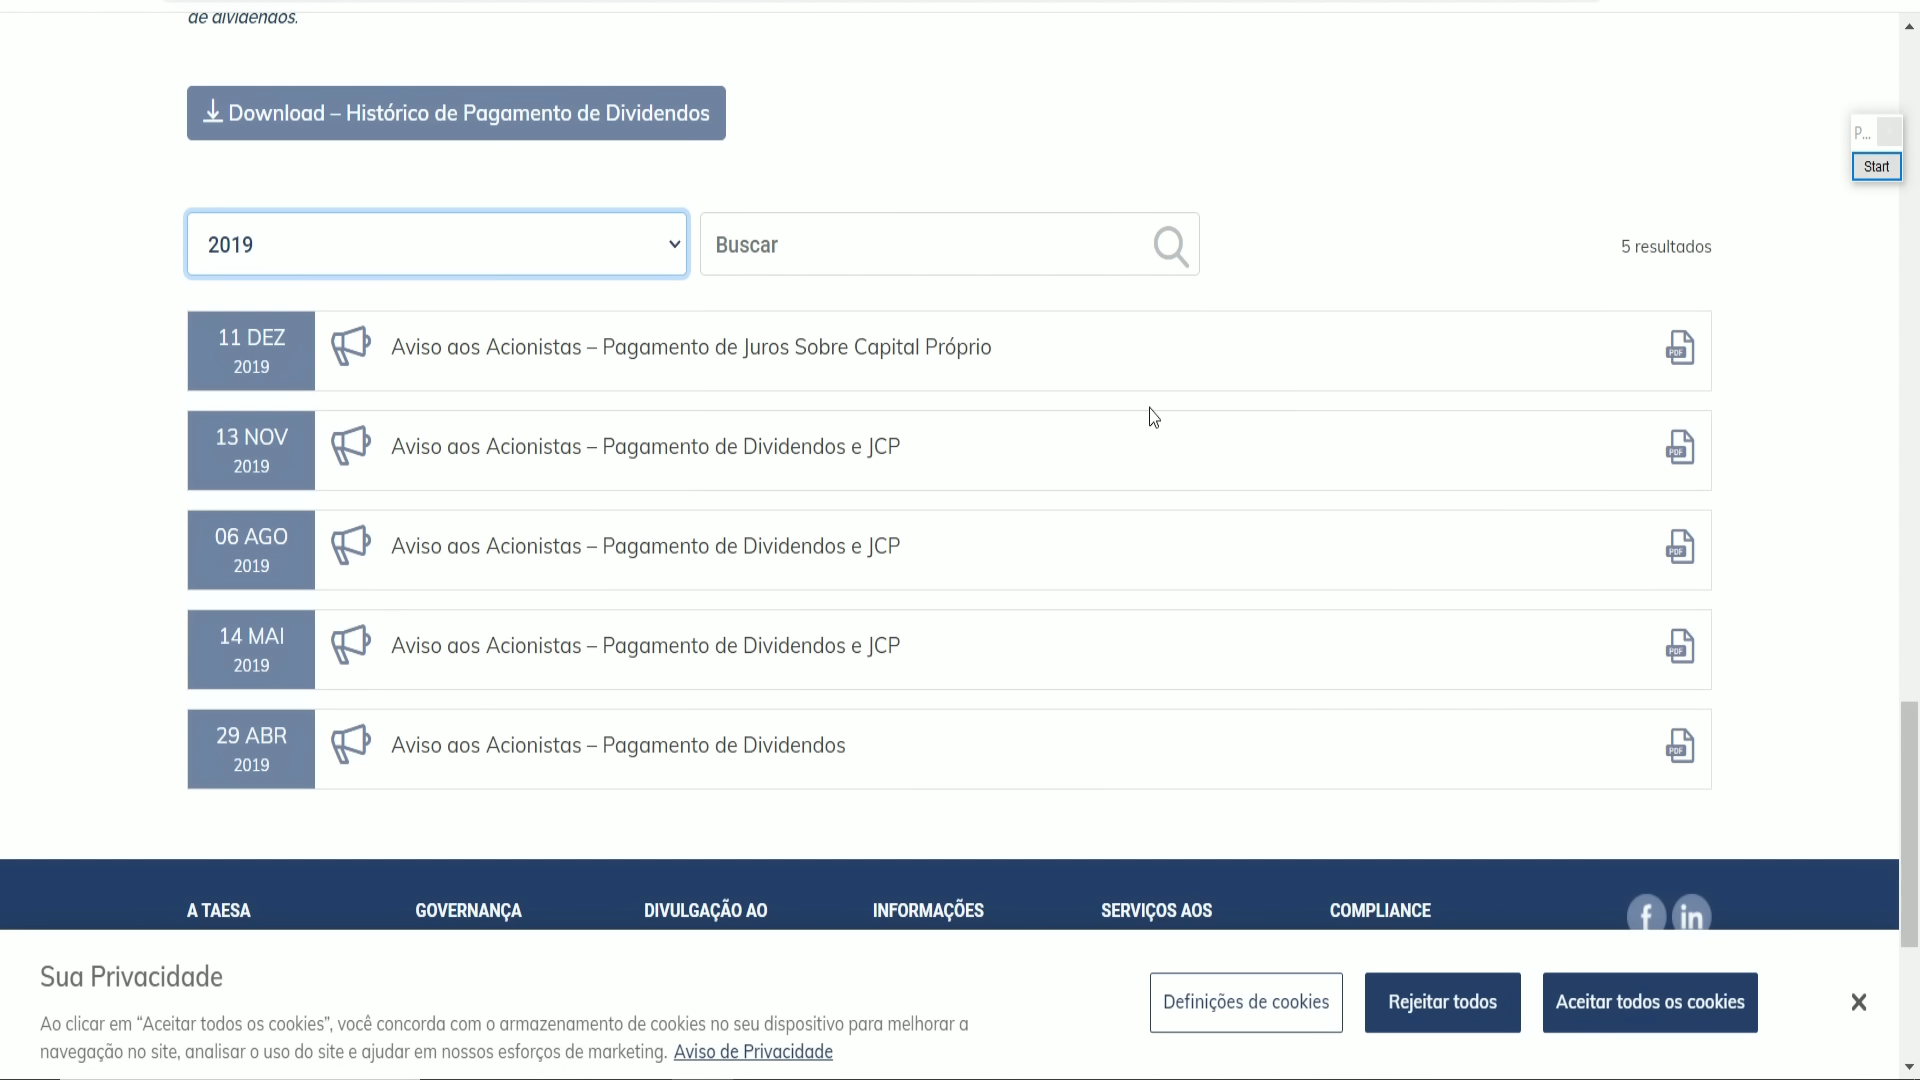 de dividendos.
Download – Histórico de Pagamento de Dividendos
P...
Start
2019
Buscar
5 resultados
11 DEZ
2019
Aviso aos Acionistas – Pagamento de Juros Sobre Capital Próprio
PDF
13 NOV
2019
Aviso aos Acionistas – Pagamento de Dividendos e JCP
PDF
06 AGO
2019
Aviso aos Acionistas – Pagamento de Dividendos e JCP
PDF
14 MAI
2019
Aviso aos Acionistas – Pagamento de Dividendos e JCP
PDF
29 ABR
2019
Aviso aos Acionistas – Pagamento de Dividendos
PDF
A TAESA
GOVERNANÇA
DIVULGAÇÃO AO
INFORMAÇÕES
SERVIÇOS AOS
COMPLIANCE
f in
Sua Privacidade
Ao clicar em “Aceitar todos os cookies”, você concorda com o armazenamento de cookies no seu dispositivo para melhorar a
navegação no site, analisar o uso do site e ajudar em nossos esforços de marketing. Aviso de Privacidade
Definições de cookies
Rejeitar todos
Aceitar todos os cookies